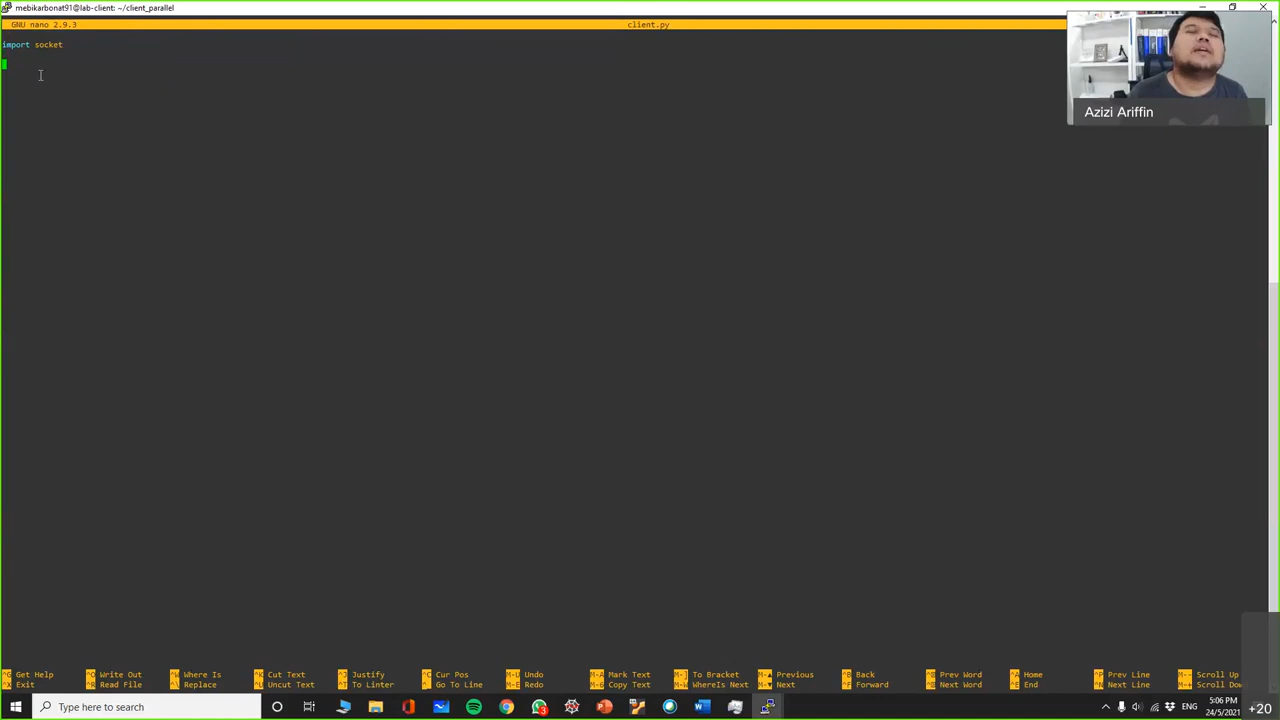 mebikarbonat91@lab-client: ~/client_parallel
GNU nano 2.9.3 client.py
import socket
Azizi Ariffin
^G Get Help ^O Write Out ^W Where Is ^K Cut Text ^J Justify ^C Cur Pos M-U Undo M-A Mark Text M-] To Bracket M-▲ Previous ^B Back M-B Prev Word ^A Home ^P Prev Line M-- Scroll Up
^X Exit ^R Read File ^\ Replace ^U Uncut Text ^T To Linter ^_ Go To Line M-E Redo M-6 Copy Text M-W WhereIs Next M-▼ Next ^F Forward Next Word ^E End ^N Next Line M-+ Scroll Dow
Type here to search
3
ENG
5:06 PM
24/5/2021
+20